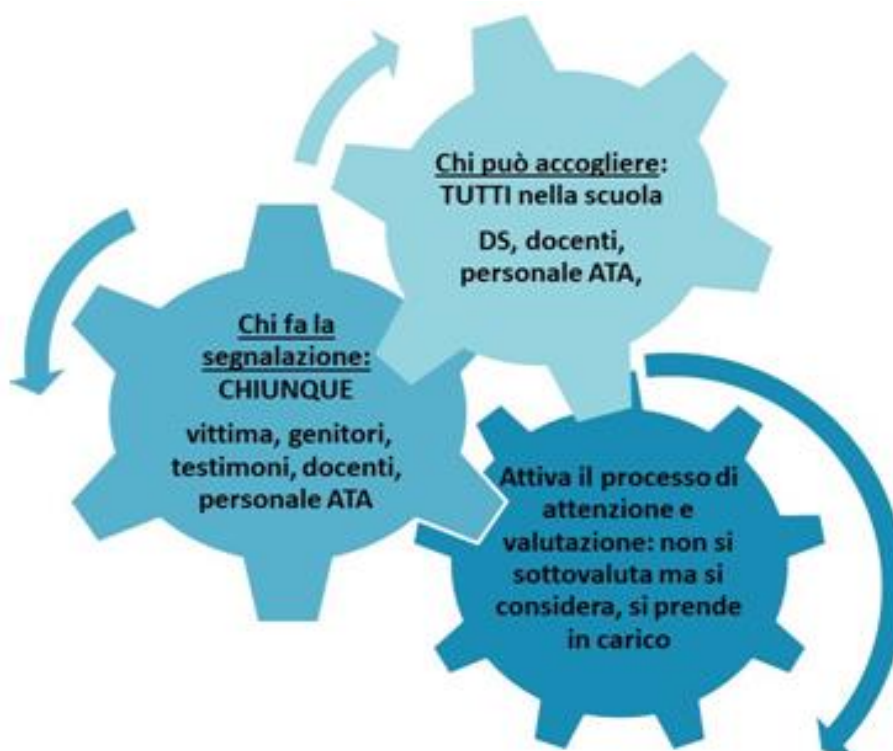 Chi può accogliere:
TUTTI nella scuola
DS, docenti,
personale ATA,
Chi fa la
segnalazione:
CHIUNQUE
vittima, genitori,
testimoni, docenti,
personale ATA
Attiva il processo di
attenzione e
valutazione: non si
sottovaluta ma si
considera, si prende
in carico